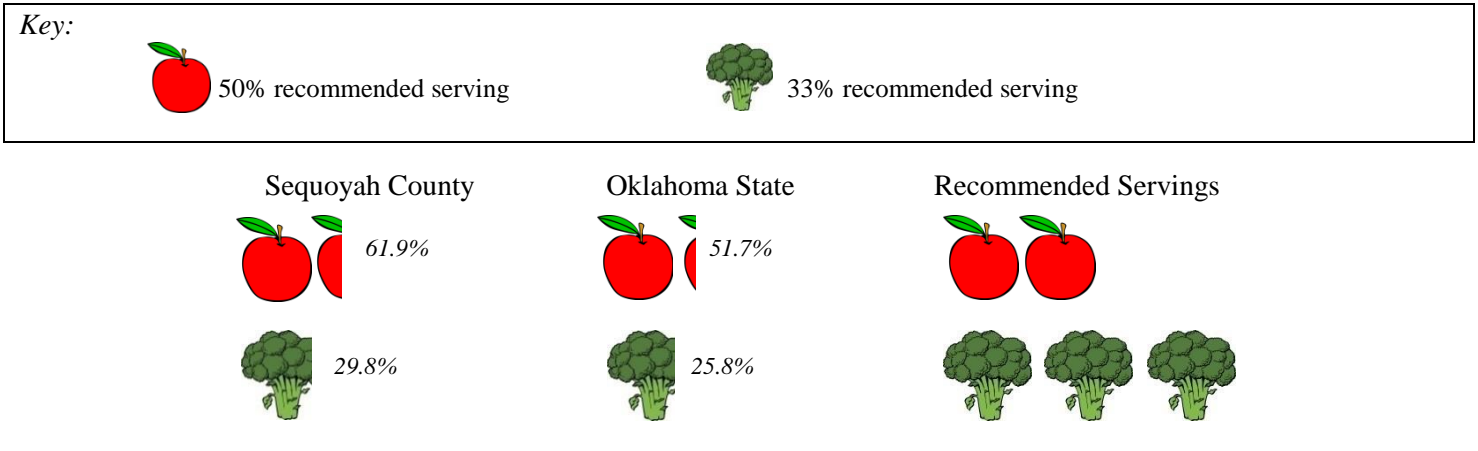 Key:
50% recommended serving 33% recommended serving
Sequoyah County Oklahoma State Recommended Servings
61.9% 51.7%
29.8% 25.8%